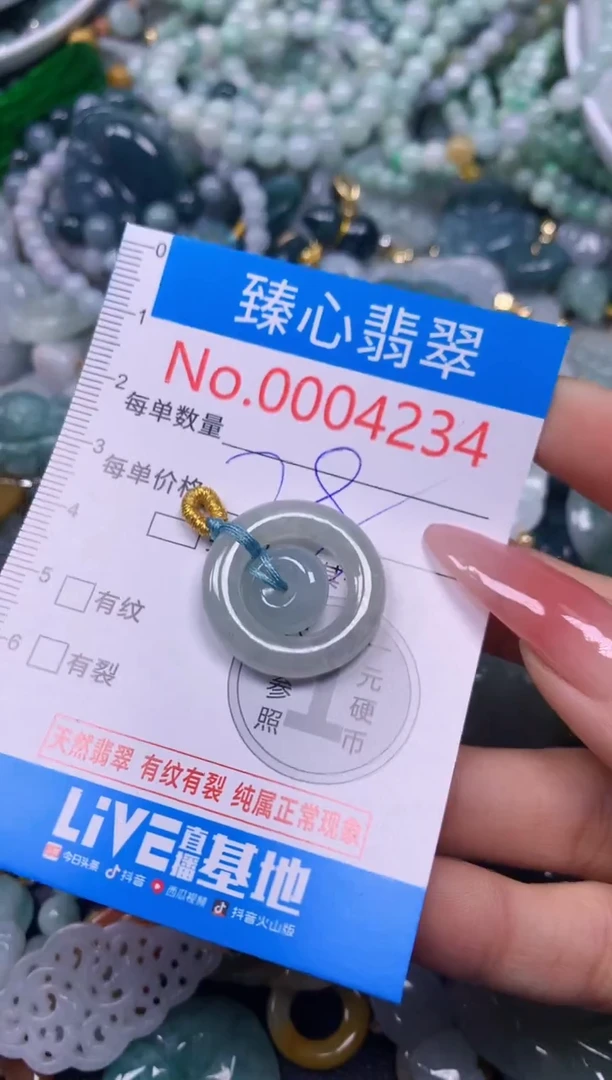 0
臻心翡翠
1
No.0004234
2
每单数量
3
每单价格 78
4
5
有纹
6
有裂
参照
1
一元硬币
天然翡翠 有纹有裂 纯属正常现象
LiVE直播基地
今日头条 抖音 西瓜视频 抖音火山版